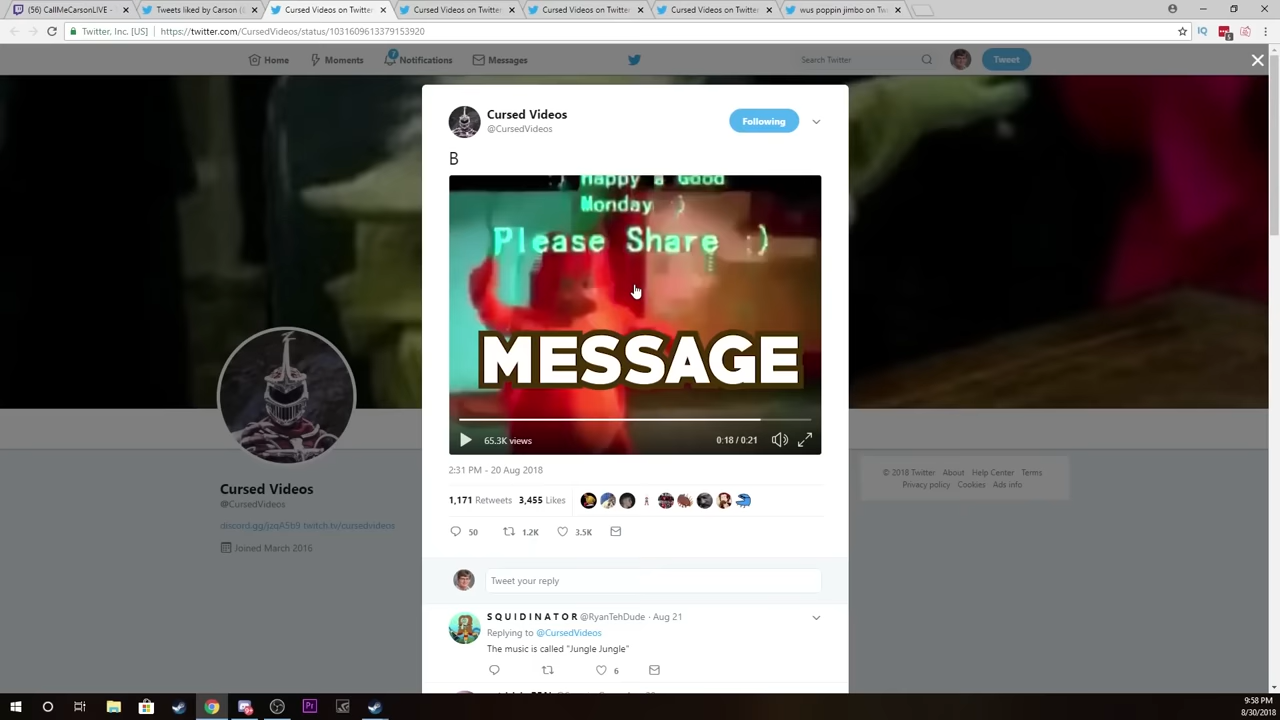 (56) CallMeCarsonLIVE -
Tweets liked by Carson (
Cursed Videos on Twitter
Cursed Videos on Twitter
Cursed Videos on Twitter
Cursed Videos on Twitter
wus poppin jimbo on Tw
Twitter, Inc. [US]
https://twitter.com/CursedVideos/status/1031609613379153920
Home
Moments
Notifications
Messages
Search Twitter
Tweet
Cursed Videos
@CursedVideos
Following
B
:) Happy a Good
Monday :)
Please Share :)
MESSAGE
65.3K views
0:18 / 0:21
2:31 PM - 20 Aug 2018
1,171 Retweets 3,455 Likes
50
1.2K
3.5K
Tweet your reply
S Q U I D I N A T O R @RyanTehDude · Aug 21
Replying to @CursedVideos
The music is called "Jungle Jungle"
6
Cursed Videos
@CursedVideos
discord.gg/jzqA5b9 twitch.tv/cursedvideos
Joined March 2016
© 2018 Twitter About Help Center Terms
Privacy policy Cookies Ads info
9:58 PM
8/30/2018